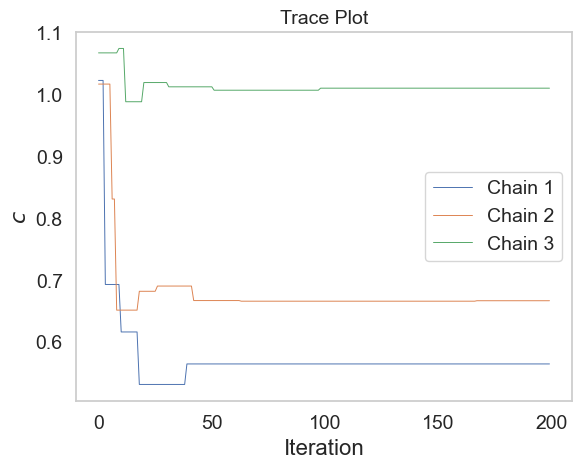 Trace Plot
1.1
1.0
0.9
0.8
0.7
0.6
c
Chain 1
Chain 2
Chain 3
0 50 100 150 200
Iteration